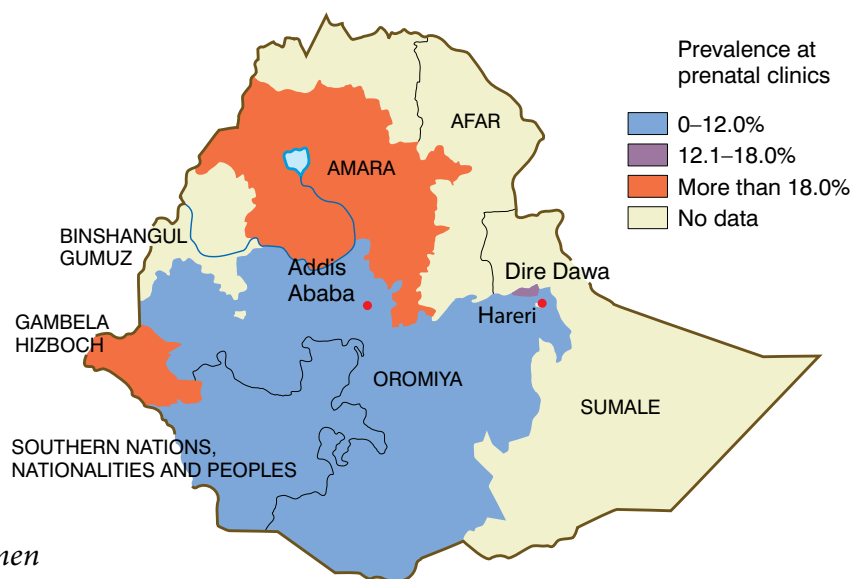 Prevalence at
prenatal clinics
0–12.0%
12.1–18.0%
More than 18.0%
No data
AFAR
AMARA
BINSHANGUL
GUMUZ
Addis
Ababa
Dire Dawa
Hareri
GAMBELA
HIZBOCH
OROMIYA
SUMALE
SOUTHERN NATIONS,
NATIONALITIES AND PEOPLES